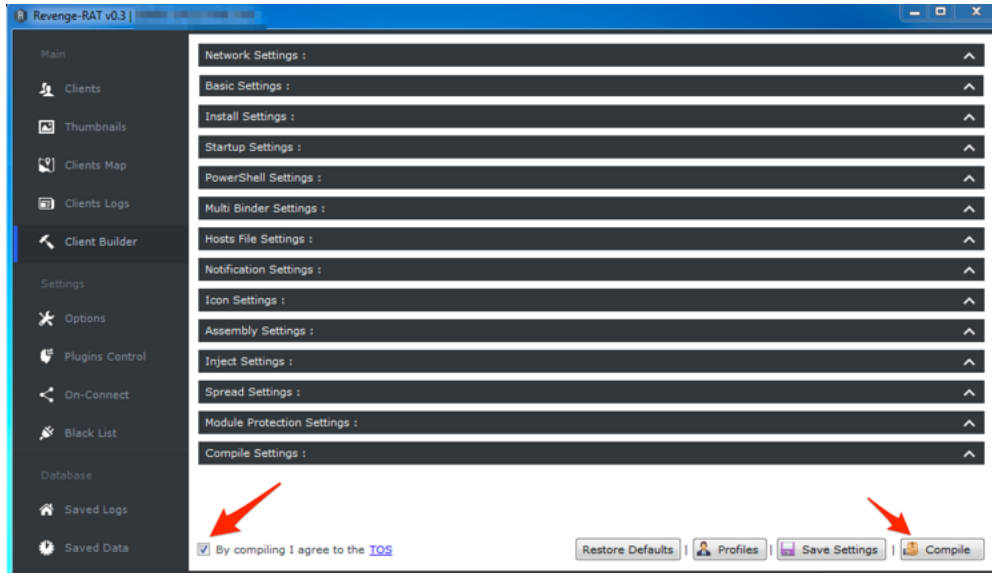 Revenge-RAT v0.3 |
Main
Clients
Thumbnails
Clients Map
Clients Logs
Client Builder
Settings
Options
Plugins Control
On-Connect
Black List
Database
Saved Logs
Saved Data
Network Settings :
Basic Settings :
Install Settings :
Startup Settings :
PowerShell Settings :
Multi Binder Settings :
Hosts File Settings :
Notification Settings :
Icon Settings :
Assembly Settings :
Inject Settings :
Spread Settings :
Module Protection Settings :
Compile Settings :
By compiling I agree to the TOS
Restore Defaults | Profiles | Save Settings | Compile